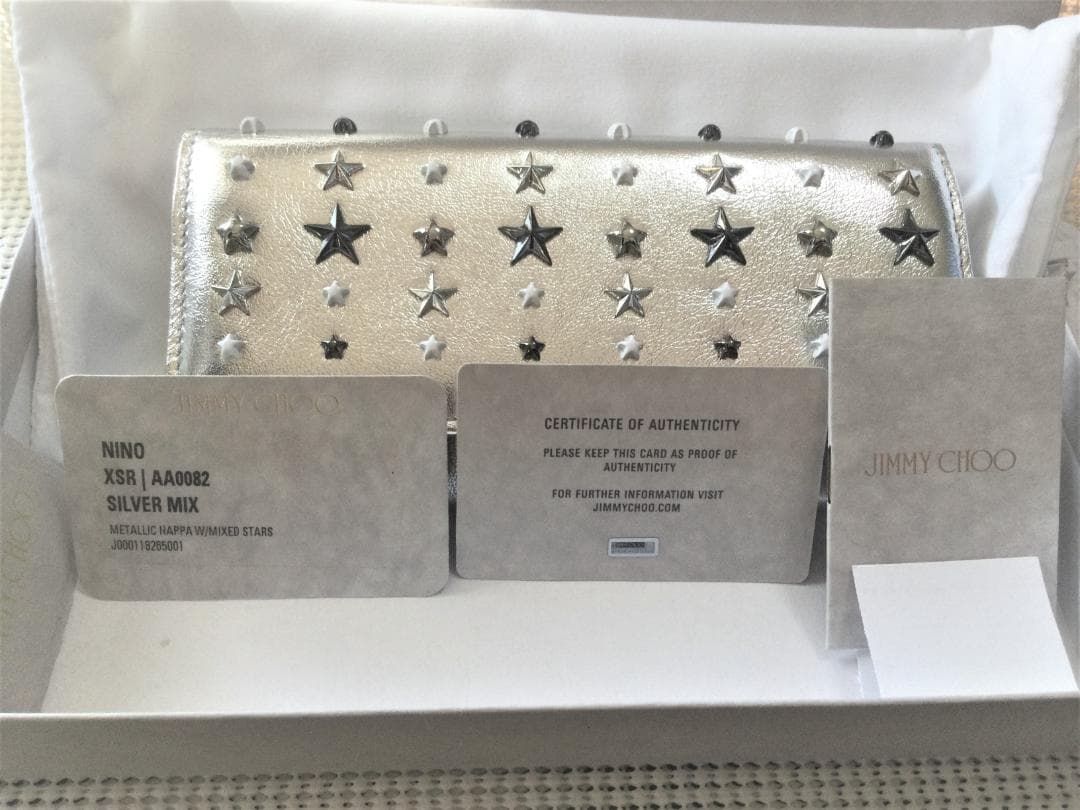 JIMMY CHOO
NINO
XSR | AA0082
SILVER MIX
METALLIC NAPPA W/MIXED STARS
J000118265001
CERTIFICATE OF AUTHENTICITY
PLEASE KEEP THIS CARD AS PROOF OF
AUTHENTICITY
FOR FURTHER INFORMATION VISIT
JIMMYCHOO.COM
JIMMY CHOO